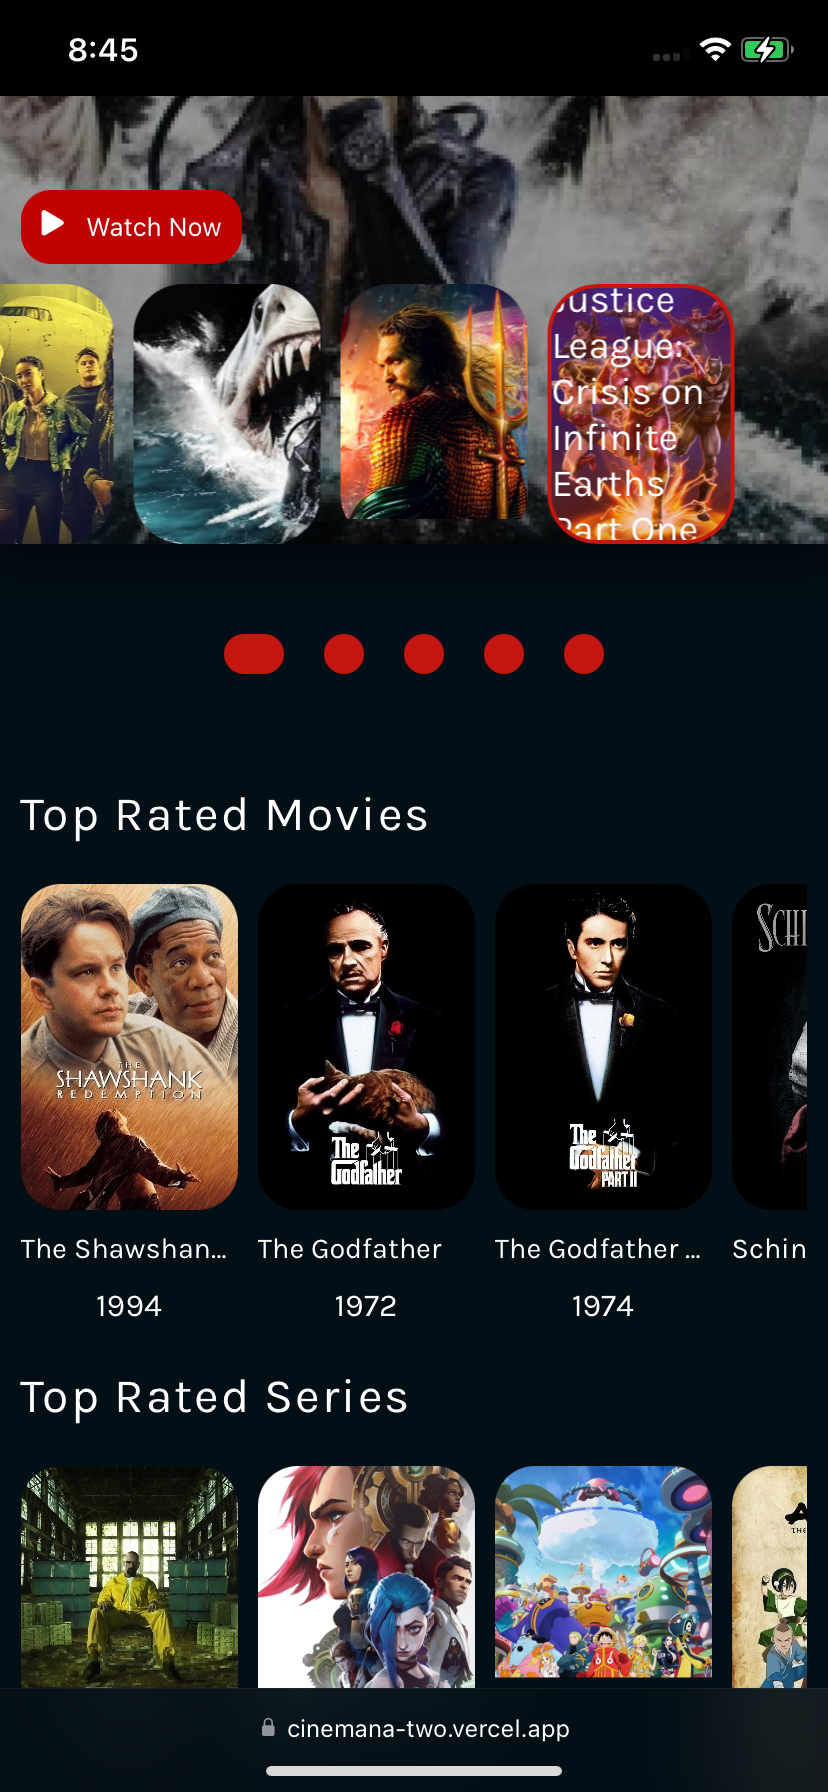 8:45
Watch Now
Justice
League:
Crisis on
Infinite
Earths
Part One
Top Rated Movies
THE
SHAWSHANK
REDEMPTION
The
Godfather
The
Godfather
PART II
SCHI
The Shawshan...
The Godfather
The Godfather ...
Schin
1994
1972
1974
Top Rated Series
A
THE
cinemana-two.vercel.app